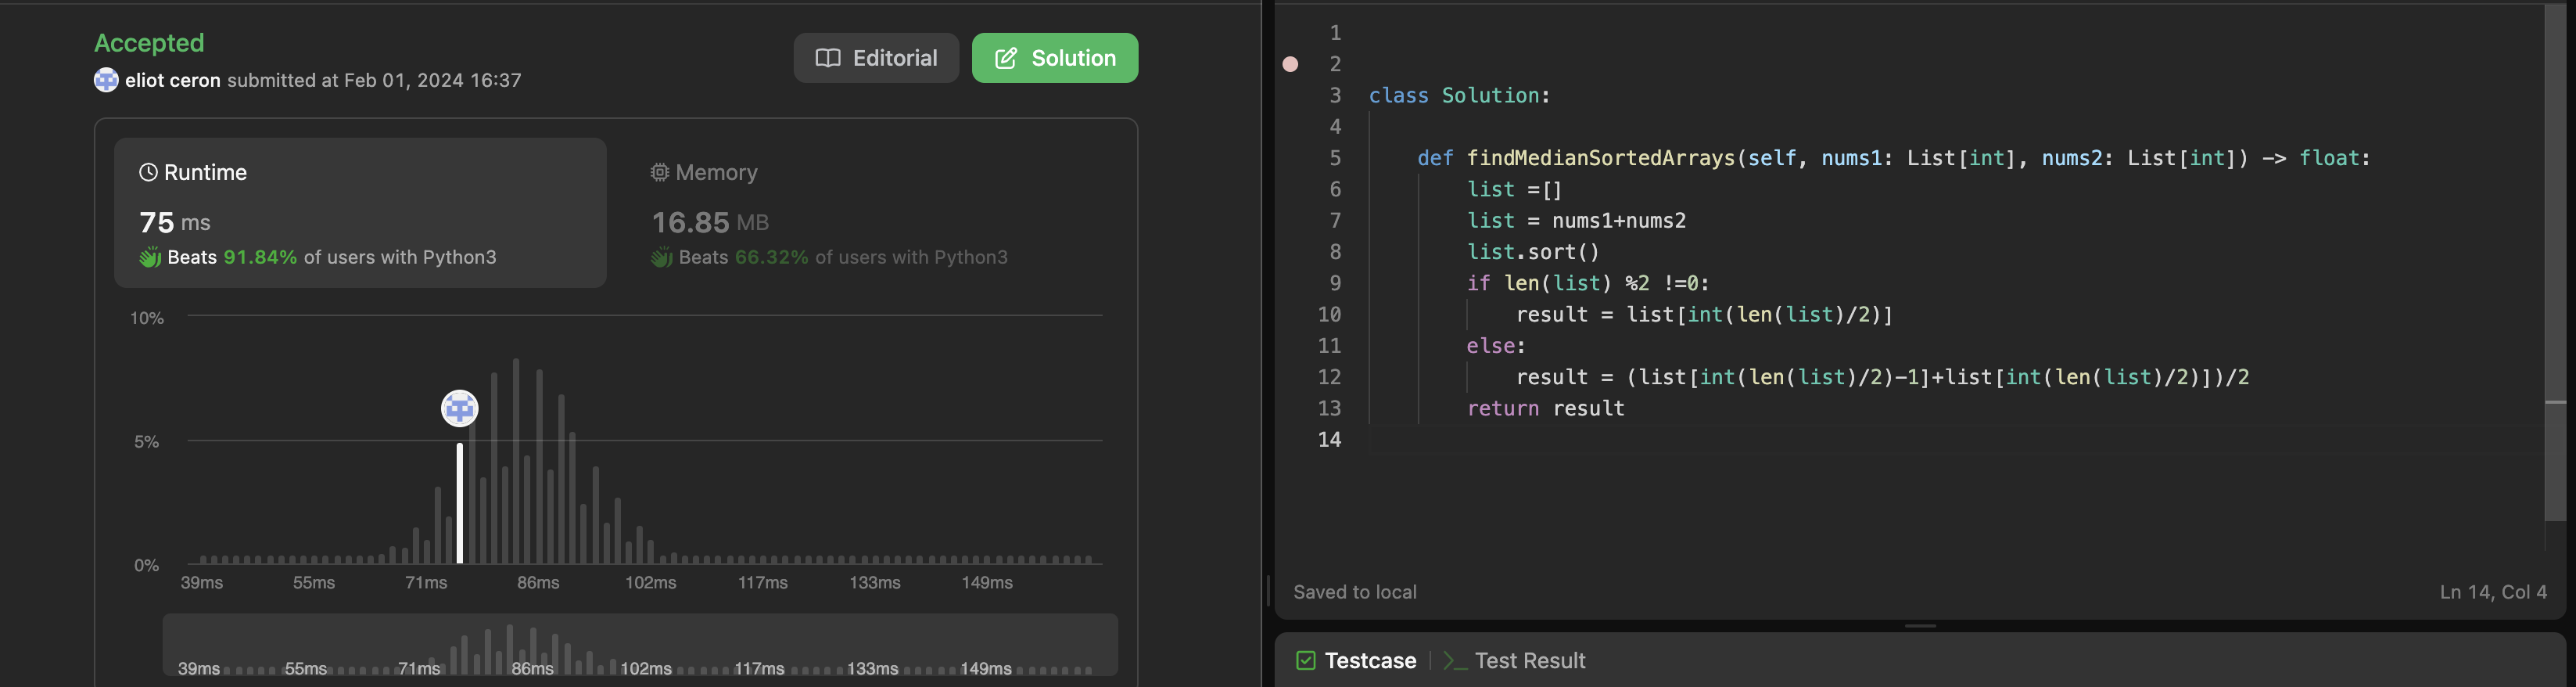 Accepted
eliot ceron submitted at Feb 01, 2024 16:37
Editorial
Solution
Runtime
75 ms
Beats 91.84% of users with Python3
Memory
16.85 MB
Beats 66.32% of users with Python3
10%
5%
0%
39ms 55ms 71ms 86ms 102ms 117ms 133ms 149ms
39ms 55ms 71ms 86ms 102ms 117ms 133ms 149ms
1
2
3 class Solution:
4
5     def findMedianSortedArrays(self, nums1: List[int], nums2: List[int]) -> float:
6         list =[]
7         list = nums1+nums2
8         list.sort()
9         if len(list) %2 !=0:
10             result = list[int(len(list)/2)]
11         else:
12             result = (list[int(len(list)/2)-1]+list[int(len(list)/2)])/2
13         return result
14
Saved to local
Ln 14, Col 4
Testcase
>_ Test Result